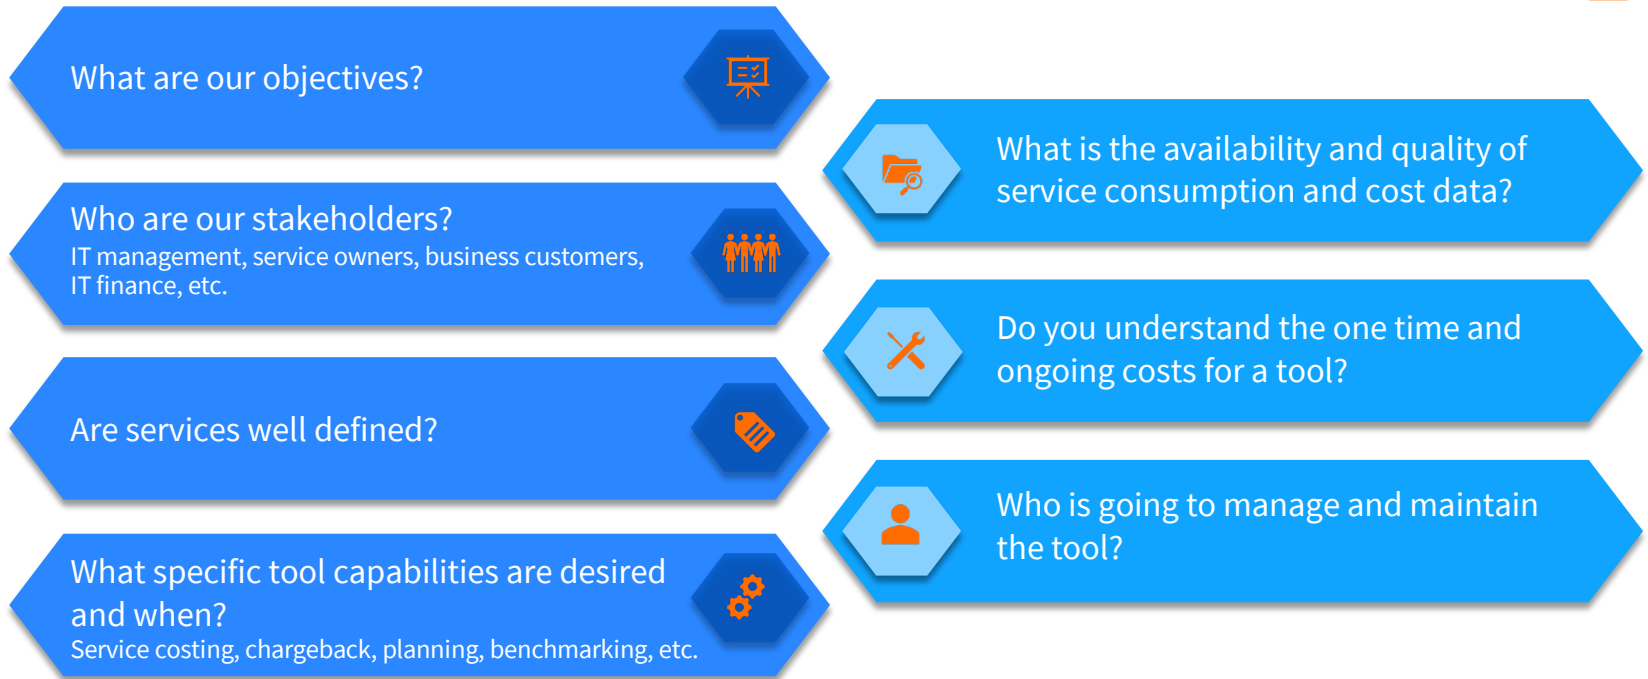 What are our objectives?
Who are our stakeholders?
IT management, service owners, business customers,
IT finance, etc.
Are services well defined?
What specific tool capabilities are desired
and when?
Service costing, chargeback, planning, benchmarking, etc.
What is the availability and quality of
service consumption and cost data?
Do you understand the one time and
ongoing costs for a tool?
Who is going to manage and maintain
the tool?